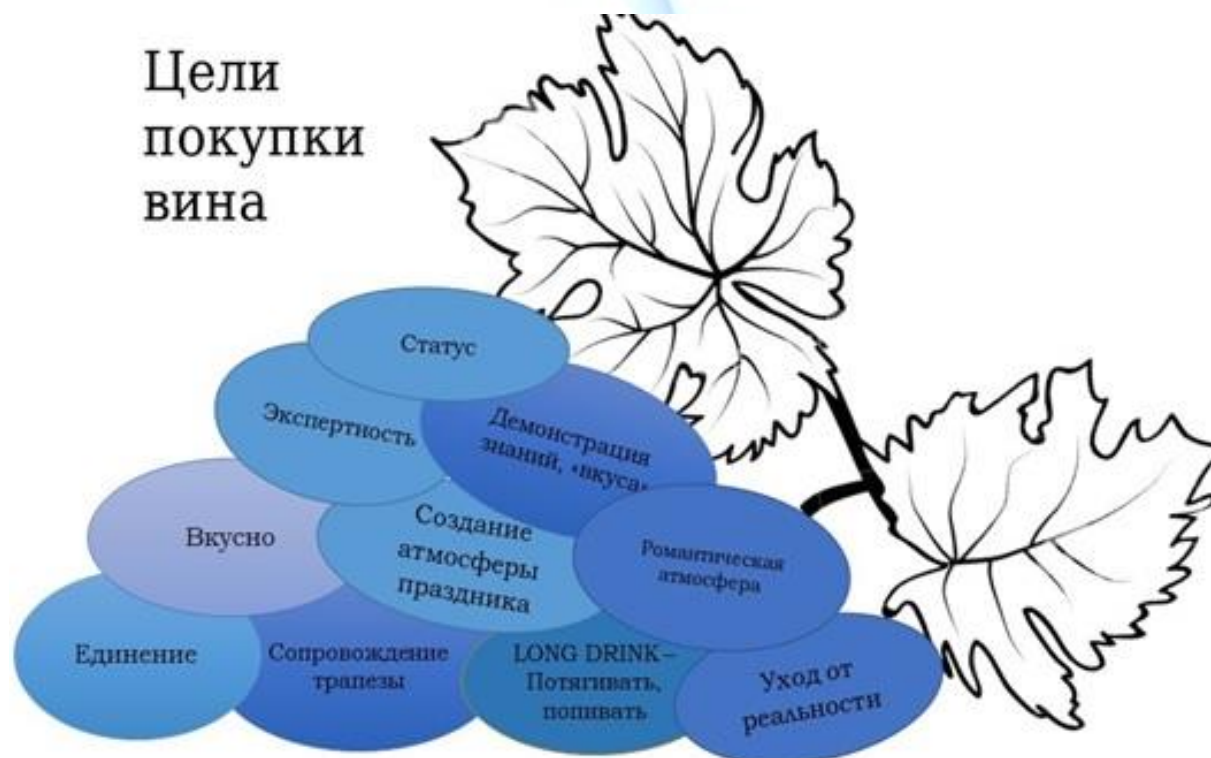 Цели
покупки
вина
Статус
Экспертность
Демонстрация
знаний, «вкуса»
Вкусно
Создание
атмосферы
праздника
Романтическая
атмосфера
Единение
Сопровождение
трапезы
LONG DRINK–
Потягивать,
попивать
Уход от
реальности